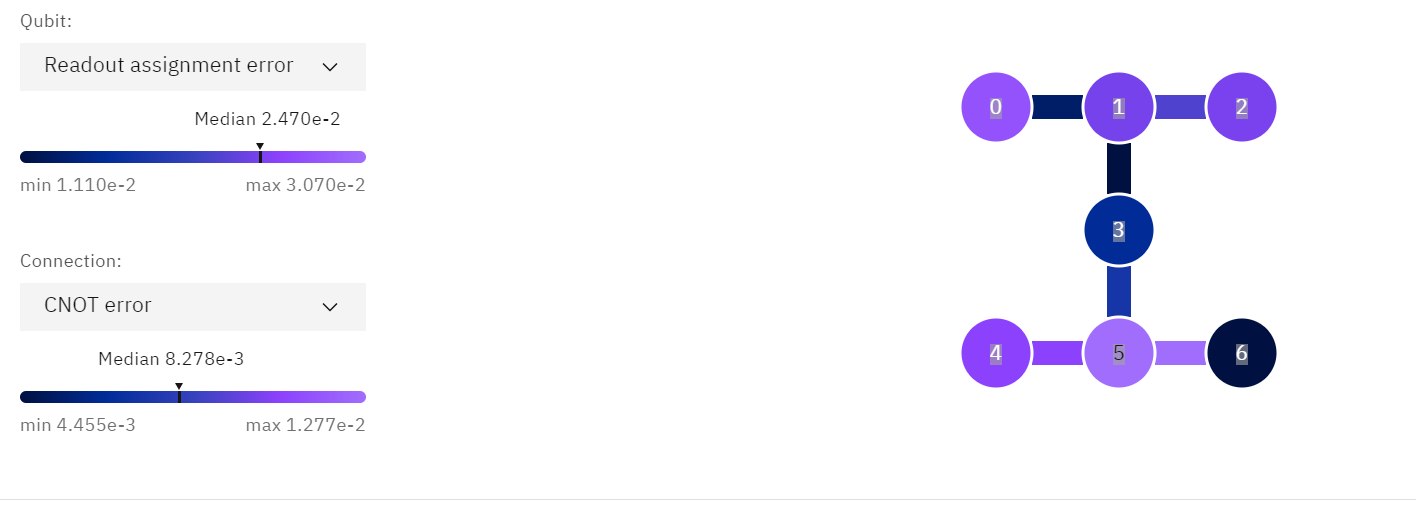 Qubit:
Readout assignment error
Median 2.470e-2
min 1.110e-2 max 3.070e-2
Connection:
CNOT error
Median 8.278e-3
min 4.455e-3 max 1.277e-2
0 1 2
3
4 5 6